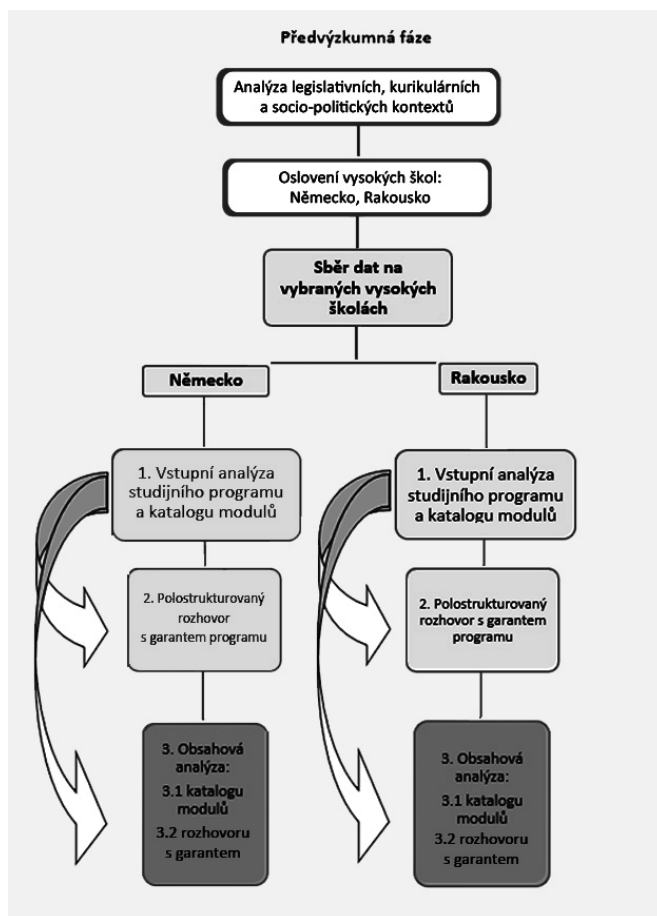 Předvýzkumná fáze
Analýza legislativních, kurikulárních
a socio-politických kontextů
Oslovení vysokých škol:
Německo, Rakousko
Sběr dat na
vybraných vysokých
školách
Německo
1. Vstupní analýza
studijního programu
a katalogu modulů
2. Polostrukturovaný
rozhovor
s garantem programu
3. Obsahová
analýza:
3.1 katalogu
modulů
3.2 rozhovoru
s garantem
Rakousko
1. Vstupní analýza
studijního programu
a katalogu modulů
2. Polostrukturovaný
rozhovor s garantem
programu
3. Obsahová
analýza:
3.1 katalogu
modulů
3.2 rozhovoru
s garantem